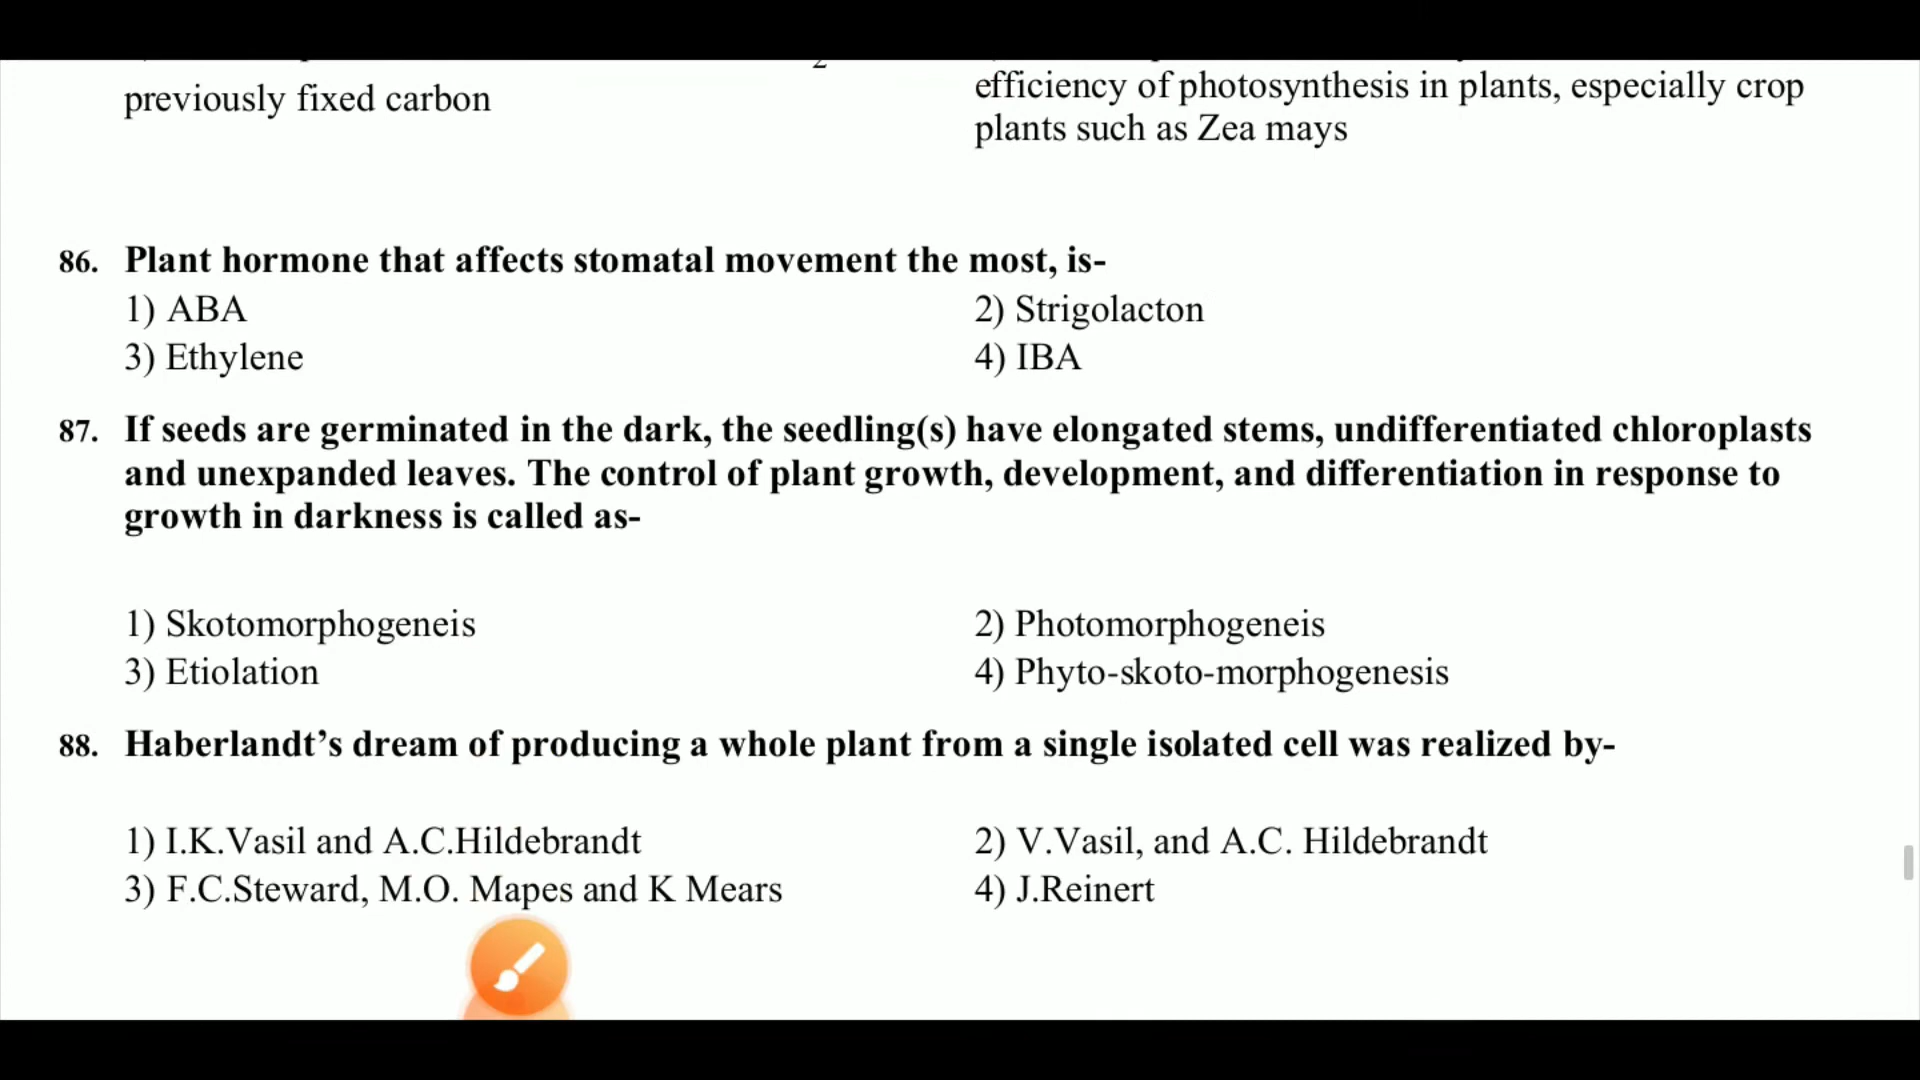 2
previously fixed carbon
efficiency of photosynthesis in plants, especially crop
plants such as Zea mays
86. Plant hormone that affects stomatal movement the most, is-
1) ABA
2) Strigolacton
3) Ethylene
4) IBA
87. If seeds are germinated in the dark, the seedling(s) have elongated stems, undifferentiated chloroplasts
and unexpanded leaves. The control of plant growth, development, and differentiation in response to
growth in darkness is called as-
1) Skotomorphogeneis
2) Photomorphogeneis
3) Etiolation
4) Phyto-skoto-morphogenesis
88. Haberlandt’s dream of producing a whole plant from a single isolated cell was realized by-
1) I.K.Vasil and A.C.Hildebrandt
2) V.Vasil, and A.C. Hildebrandt
3) F.C.Steward, M.O. Mapes and K Mears
4) J.Reinert